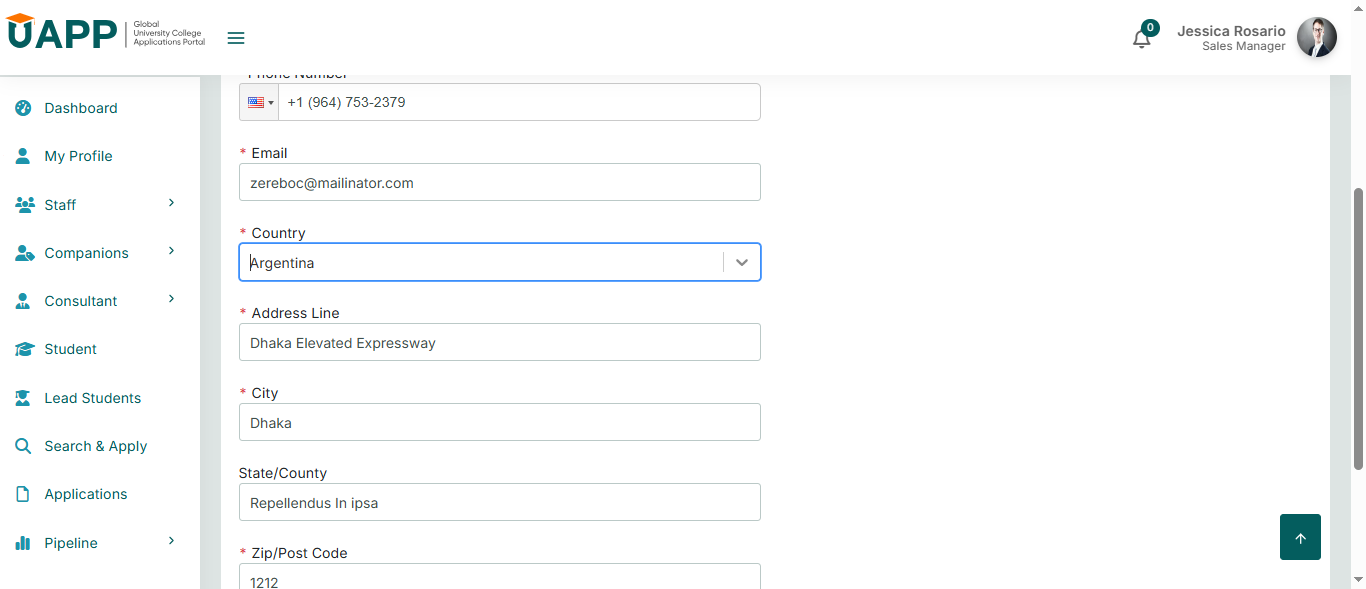 UAPP
Global
University College
Applications Portal
0
Jessica Rosario
Sales Manager
Dashboard
My Profile
Staff
Companions
Consultant
Student
Lead Students
Search & Apply
Applications
Pipeline
Phone Number
+1 (964) 753-2379
* Email
zereboc@mailinator.com
* Country
Argentina
* Address Line
Dhaka Elevated Expressway
* City
Dhaka
State/County
Repellendus In ipsa
* Zip/Post Code
1212